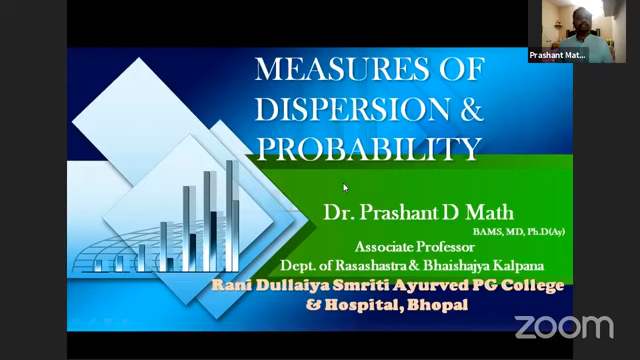 Prashant Mat...
MEASURES OF
DISPERSION &
PROBABILITY
Dr. Prashant D Math
BAMS, MD, Ph.D(Ay)
Associate Professor
Dept. of Rasashastra & Bhaishajya Kalpana
Rani Dullaiya Smriti Ayurved PG College
& Hospital, Bhopal
zoom